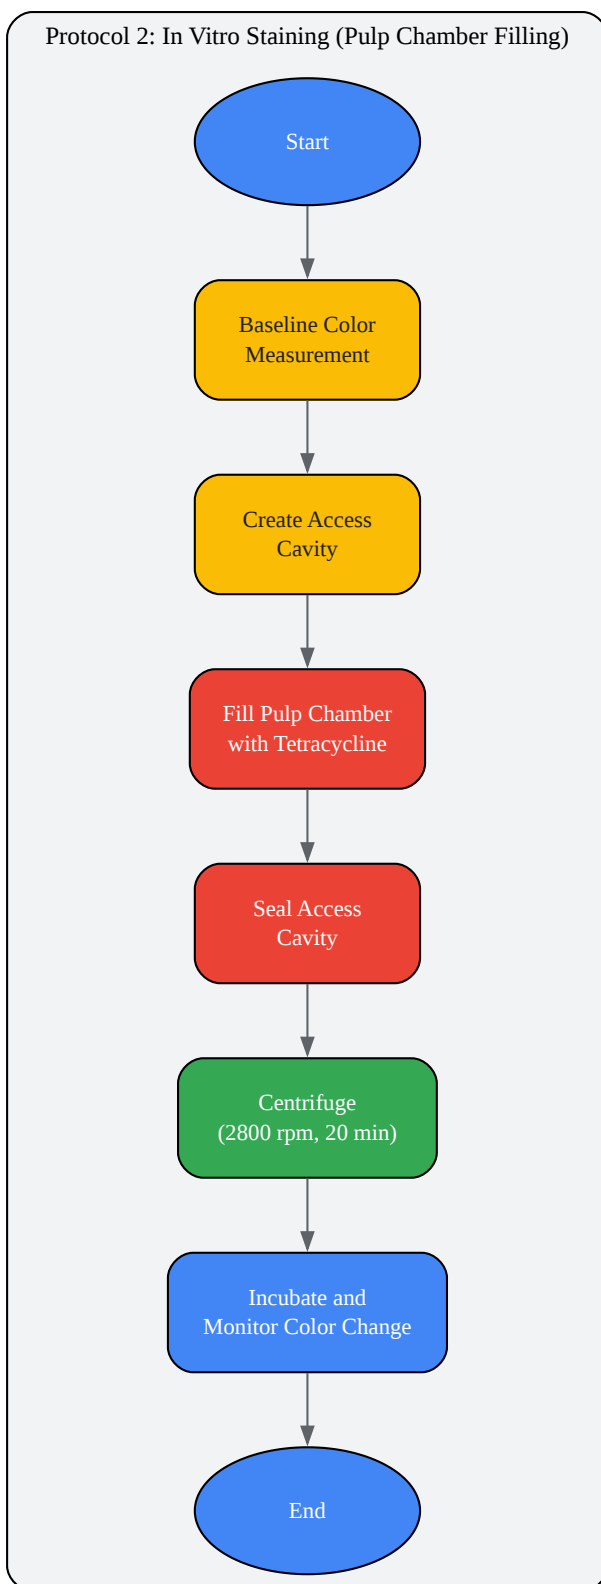 Protocol 2: In Vitro Staining (Pulp Chamber Filling)
Start
Baseline Color
Measurement
Create Access
Cavity
Fill Pulp Chamber
with Tetracycline
Seal Access
Cavity
Centrifuge
(2800 rpm, 20 min)
Incubate and
Monitor Color Change
End